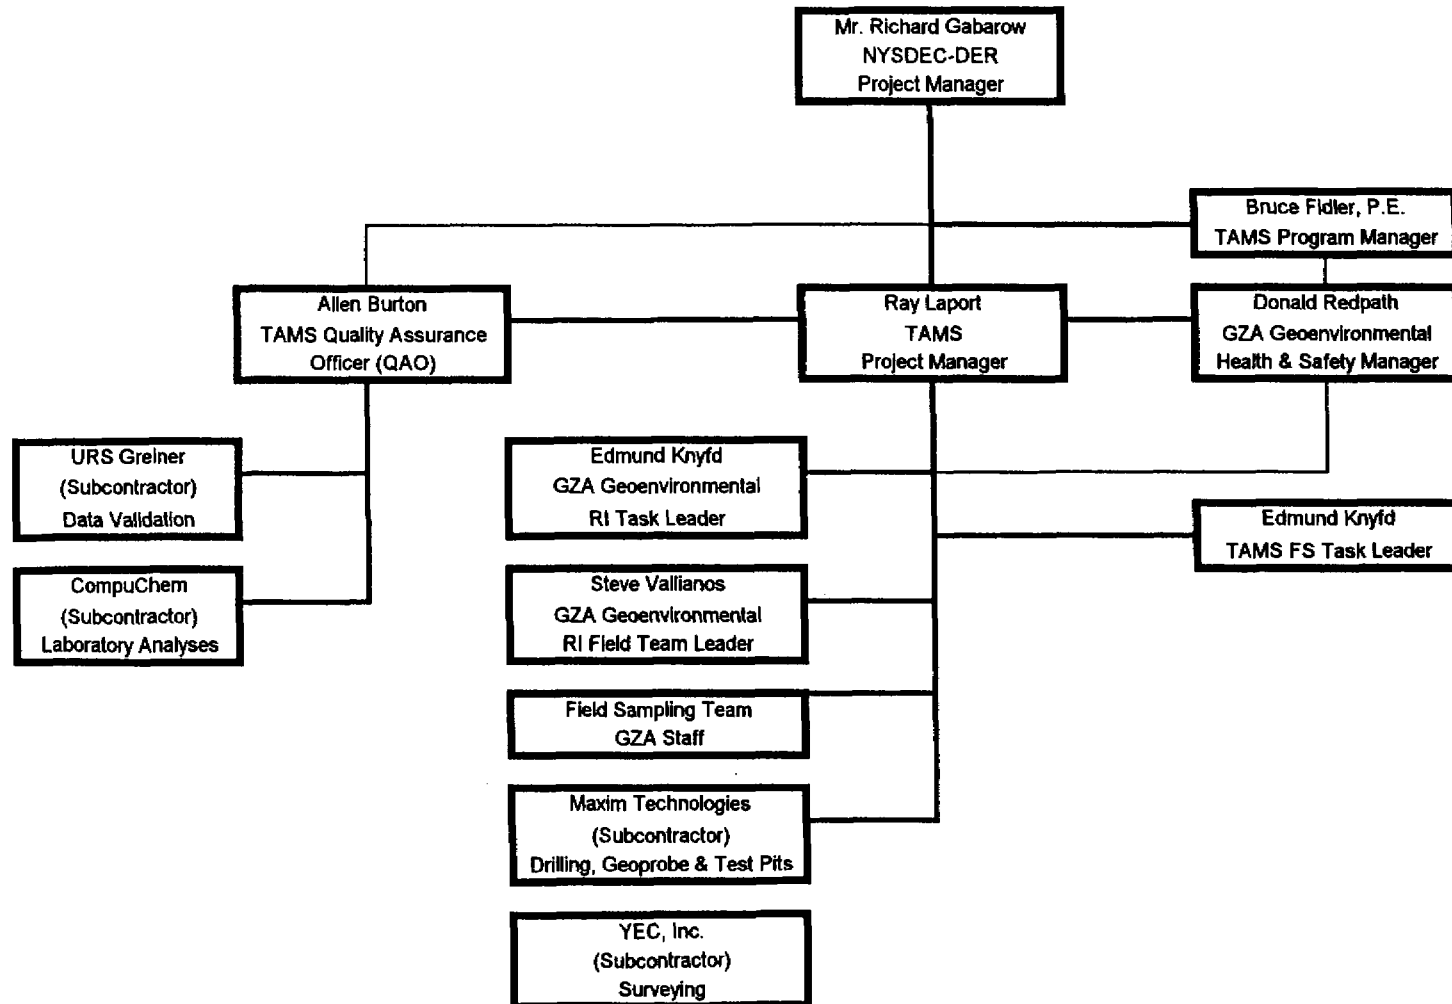 Mr. Richard Gabarow
NYSDEC-DER
Project Manager
Bruce Fidler, P.E.
TAMS Program Manager
Allen Burton
TAMS Quality Assurance
Officer (QAO)
Ray Laport
TAMS
Project Manager
Donald Redpath
GZA Geoenvironmental
Health & Safety Manager
URS Greiner
(Subcontractor)
Data Validation
Edmund Knyfd
GZA Geoenvironmental
RI Task Leader
Edmund Knyfd
TAMS FS Task Leader
CompuChem
(Subcontractor)
Laboratory Analyses
Steve Vallianos
GZA Geoenvironmental
RI Field Team Leader
Field Sampling Team
GZA Staff
Maxim Technologies
(Subcontractor)
Drilling, Geoprobe & Test Pits
YEC, Inc.
(Subcontractor)
Surveying